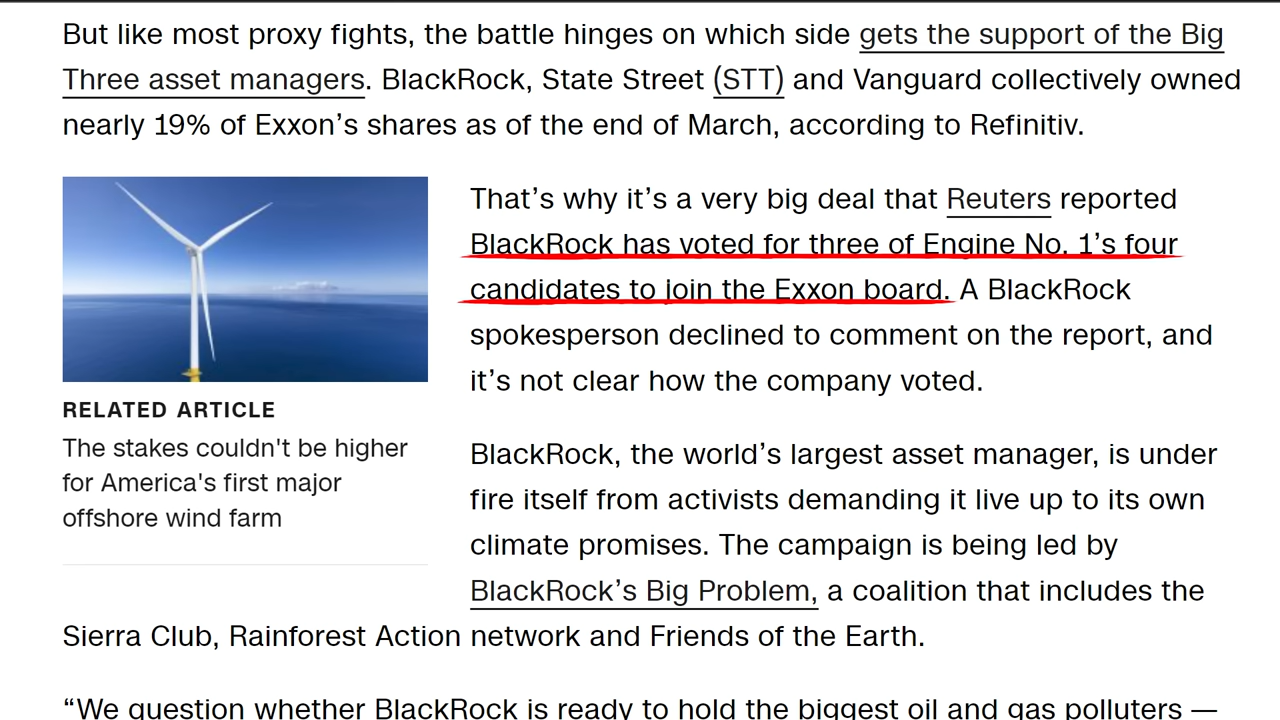 But like most proxy fights, the battle hinges on which side gets the support of the Big
Three asset managers. BlackRock, State Street (STT) and Vanguard collectively owned
nearly 19% of Exxon’s shares as of the end of March, according to Refinitiv.
That’s why it’s a very big deal that Reuters reported
BlackRock has voted for three of Engine No. 1’s four
candidates to join the Exxon board. A BlackRock
spokesperson declined to comment on the report, and
it’s not clear how the company voted.
RELATED ARTICLE
The stakes couldn't be higher
for America's first major
offshore wind farm
BlackRock, the world’s largest asset manager, is under
fire itself from activists demanding it live up to its own
climate promises. The campaign is being led by
BlackRock’s Big Problem, a coalition that includes the
Sierra Club, Rainforest Action network and Friends of the Earth.
“We question whether BlackRock is ready to hold the biggest oil and gas polluters —